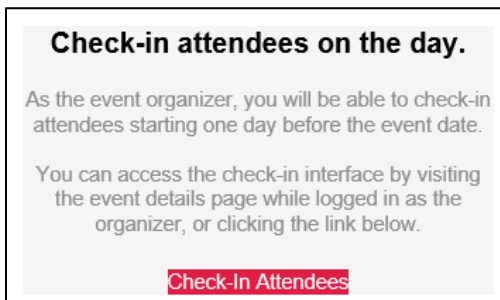 Check-in attendees on the day.
As the event organizer, you will be able to check-in
attendees starting one day before the event date.
You can access the check-in interface by visiting
the event details page while logged in as the
organizer, or clicking the link below.
Check-In Attendees